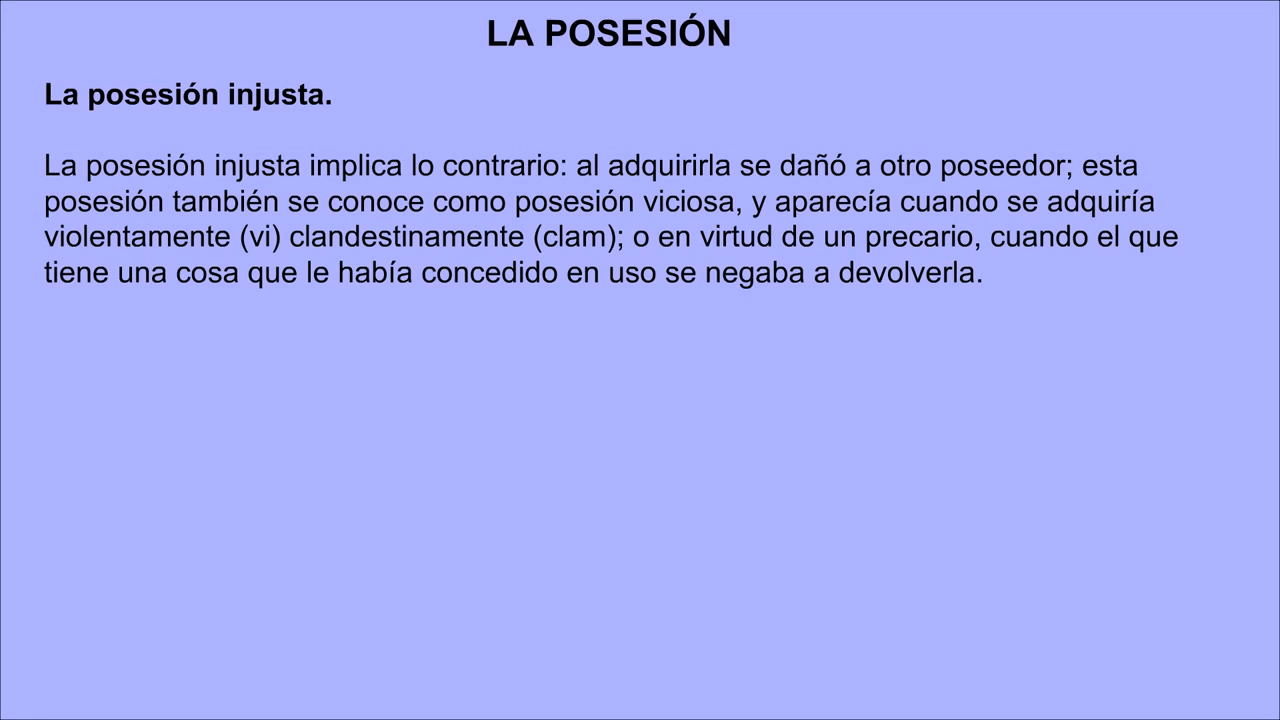 LA POSESIÓN
La posesión injusta.
La posesión injusta implica lo contrario: al adquirirla se dañó a otro poseedor; esta
posesión también se conoce como posesión viciosa, y aparecía cuando se adquiría
violentamente (vi) clandestinamente (clam); o en virtud de un precario, cuando el que
tiene una cosa que le había concedido en uso se negaba a devolverla.